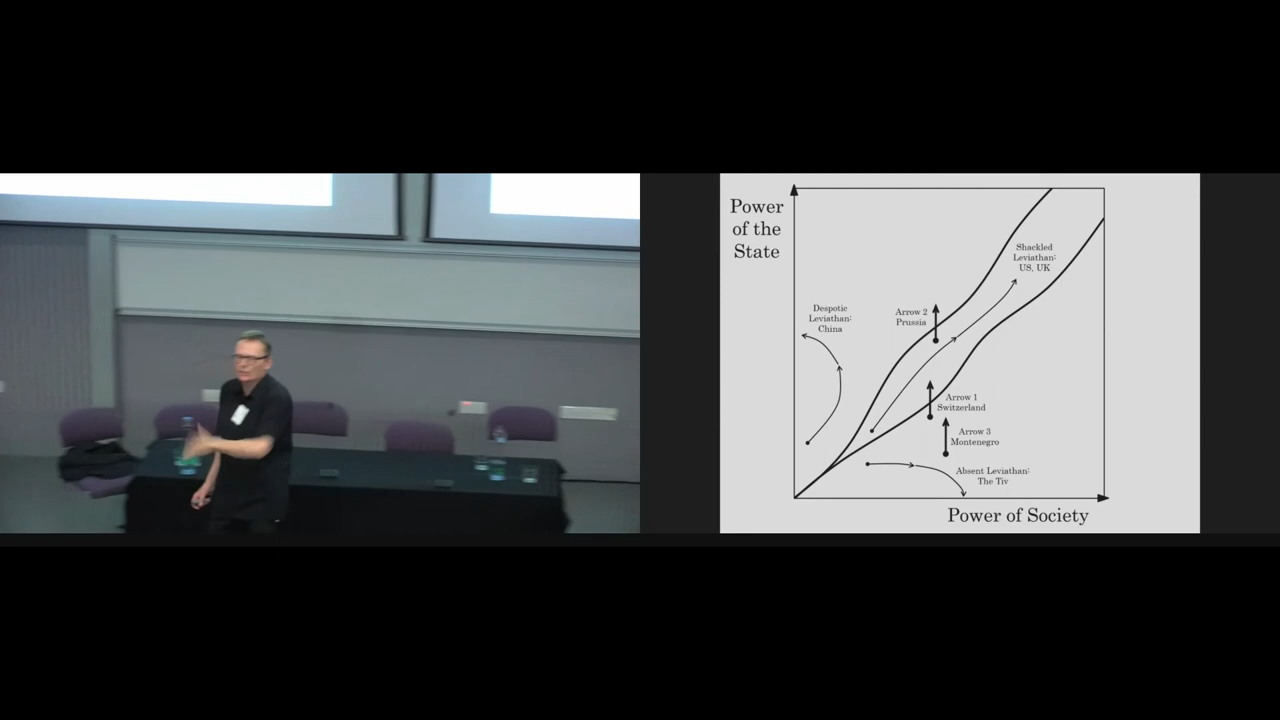 Power
of the
State
Shackled
Leviathan:
US, UK
Despotic
Leviathan:
China
Arrow 2
Prussia
Arrow 1
Switzerland
Arrow 3
Montenegro
Absent Leviathan:
The Tiv
Power of Society